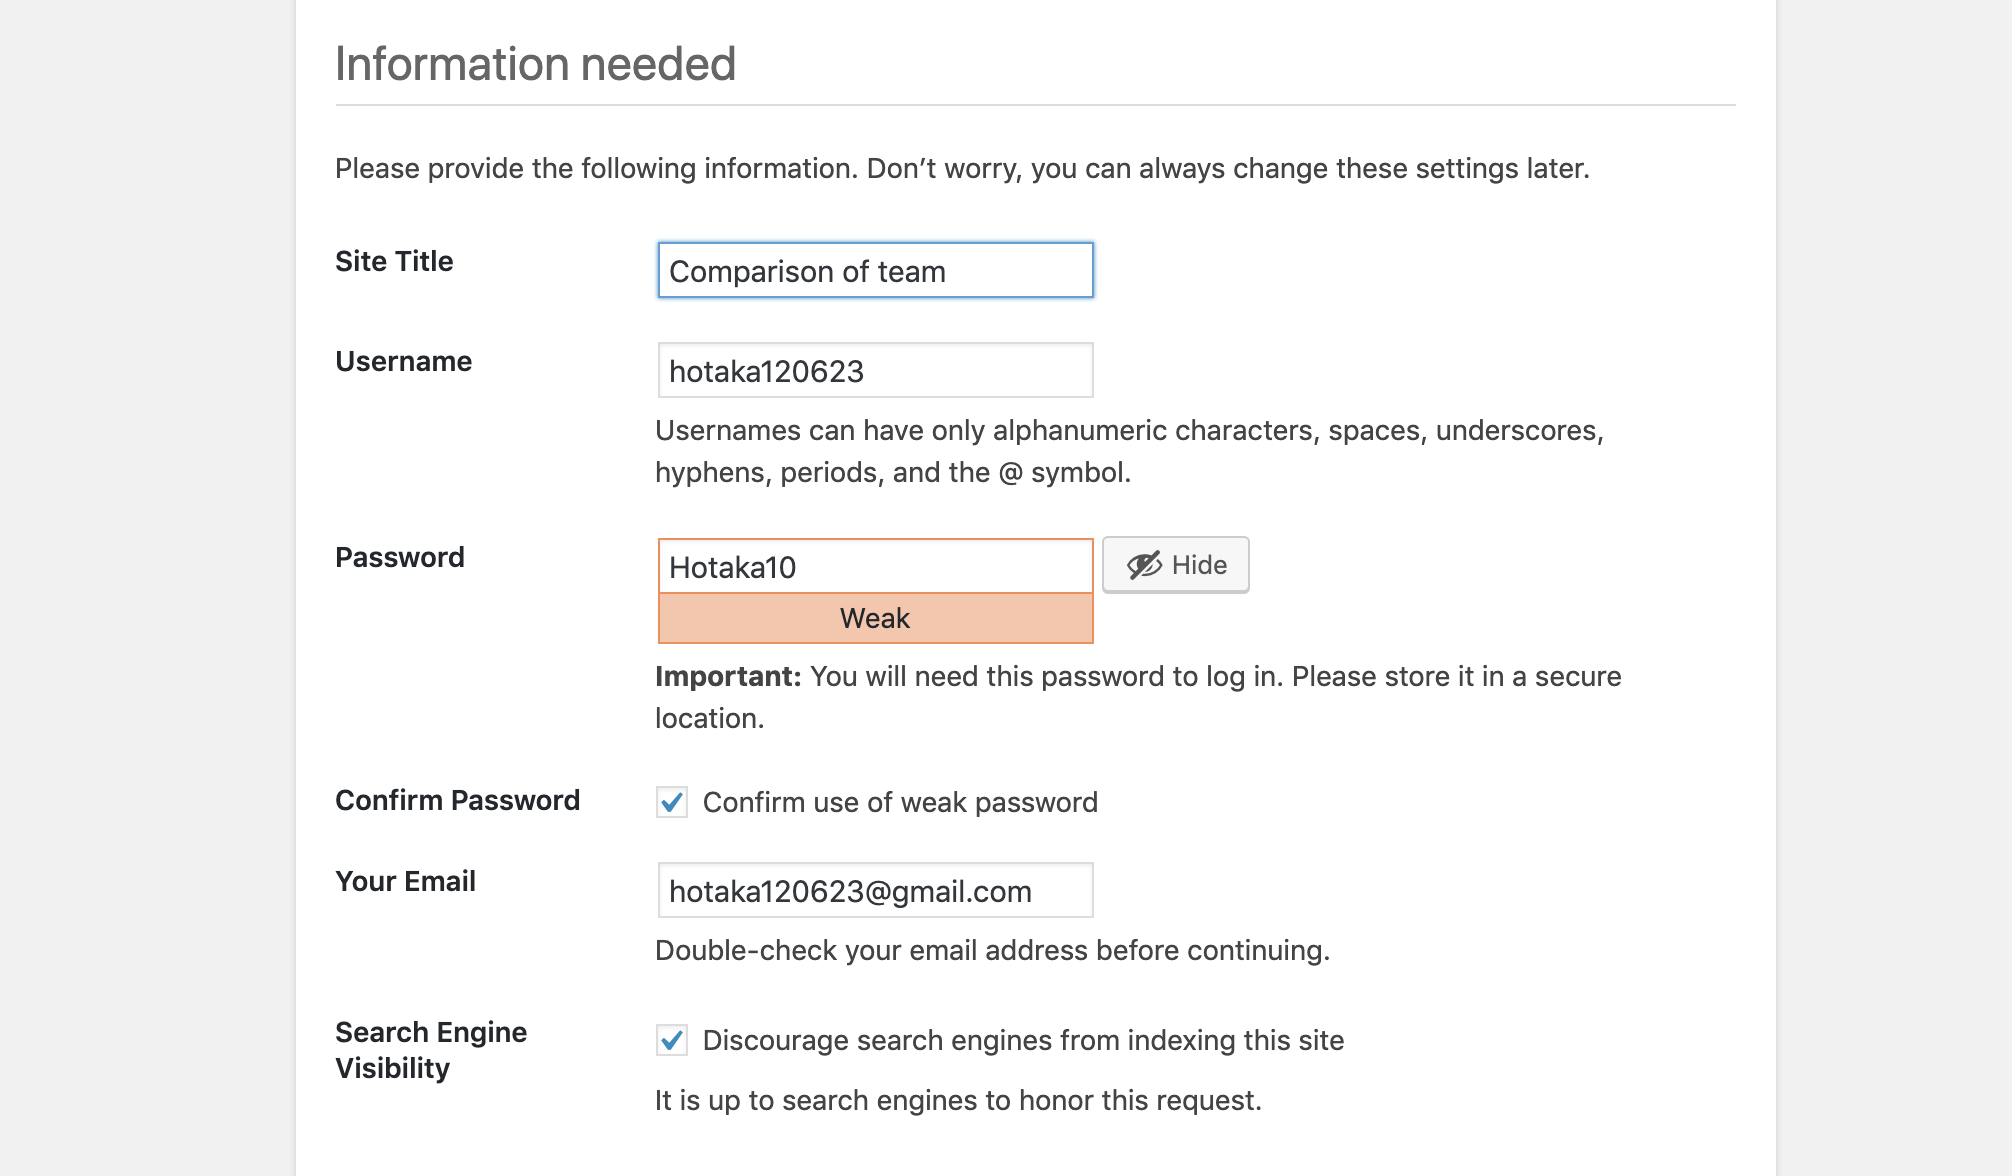 Information needed
Please provide the following information. Don’t worry, you can always change these settings later.
Site Title
Comparison of team
Username
hotaka120623
Usernames can have only alphanumeric characters, spaces, underscores,
hyphens, periods, and the @ symbol.
Password
Hotaka10
Hide
Weak
Important: You will need this password to log in. Please store it in a secure
location.
Confirm Password
Confirm use of weak password
Your Email
hotaka120623@gmail.com
Double-check your email address before continuing.
Search Engine
Visibility
Discourage search engines from indexing this site
It is up to search engines to honor this request.